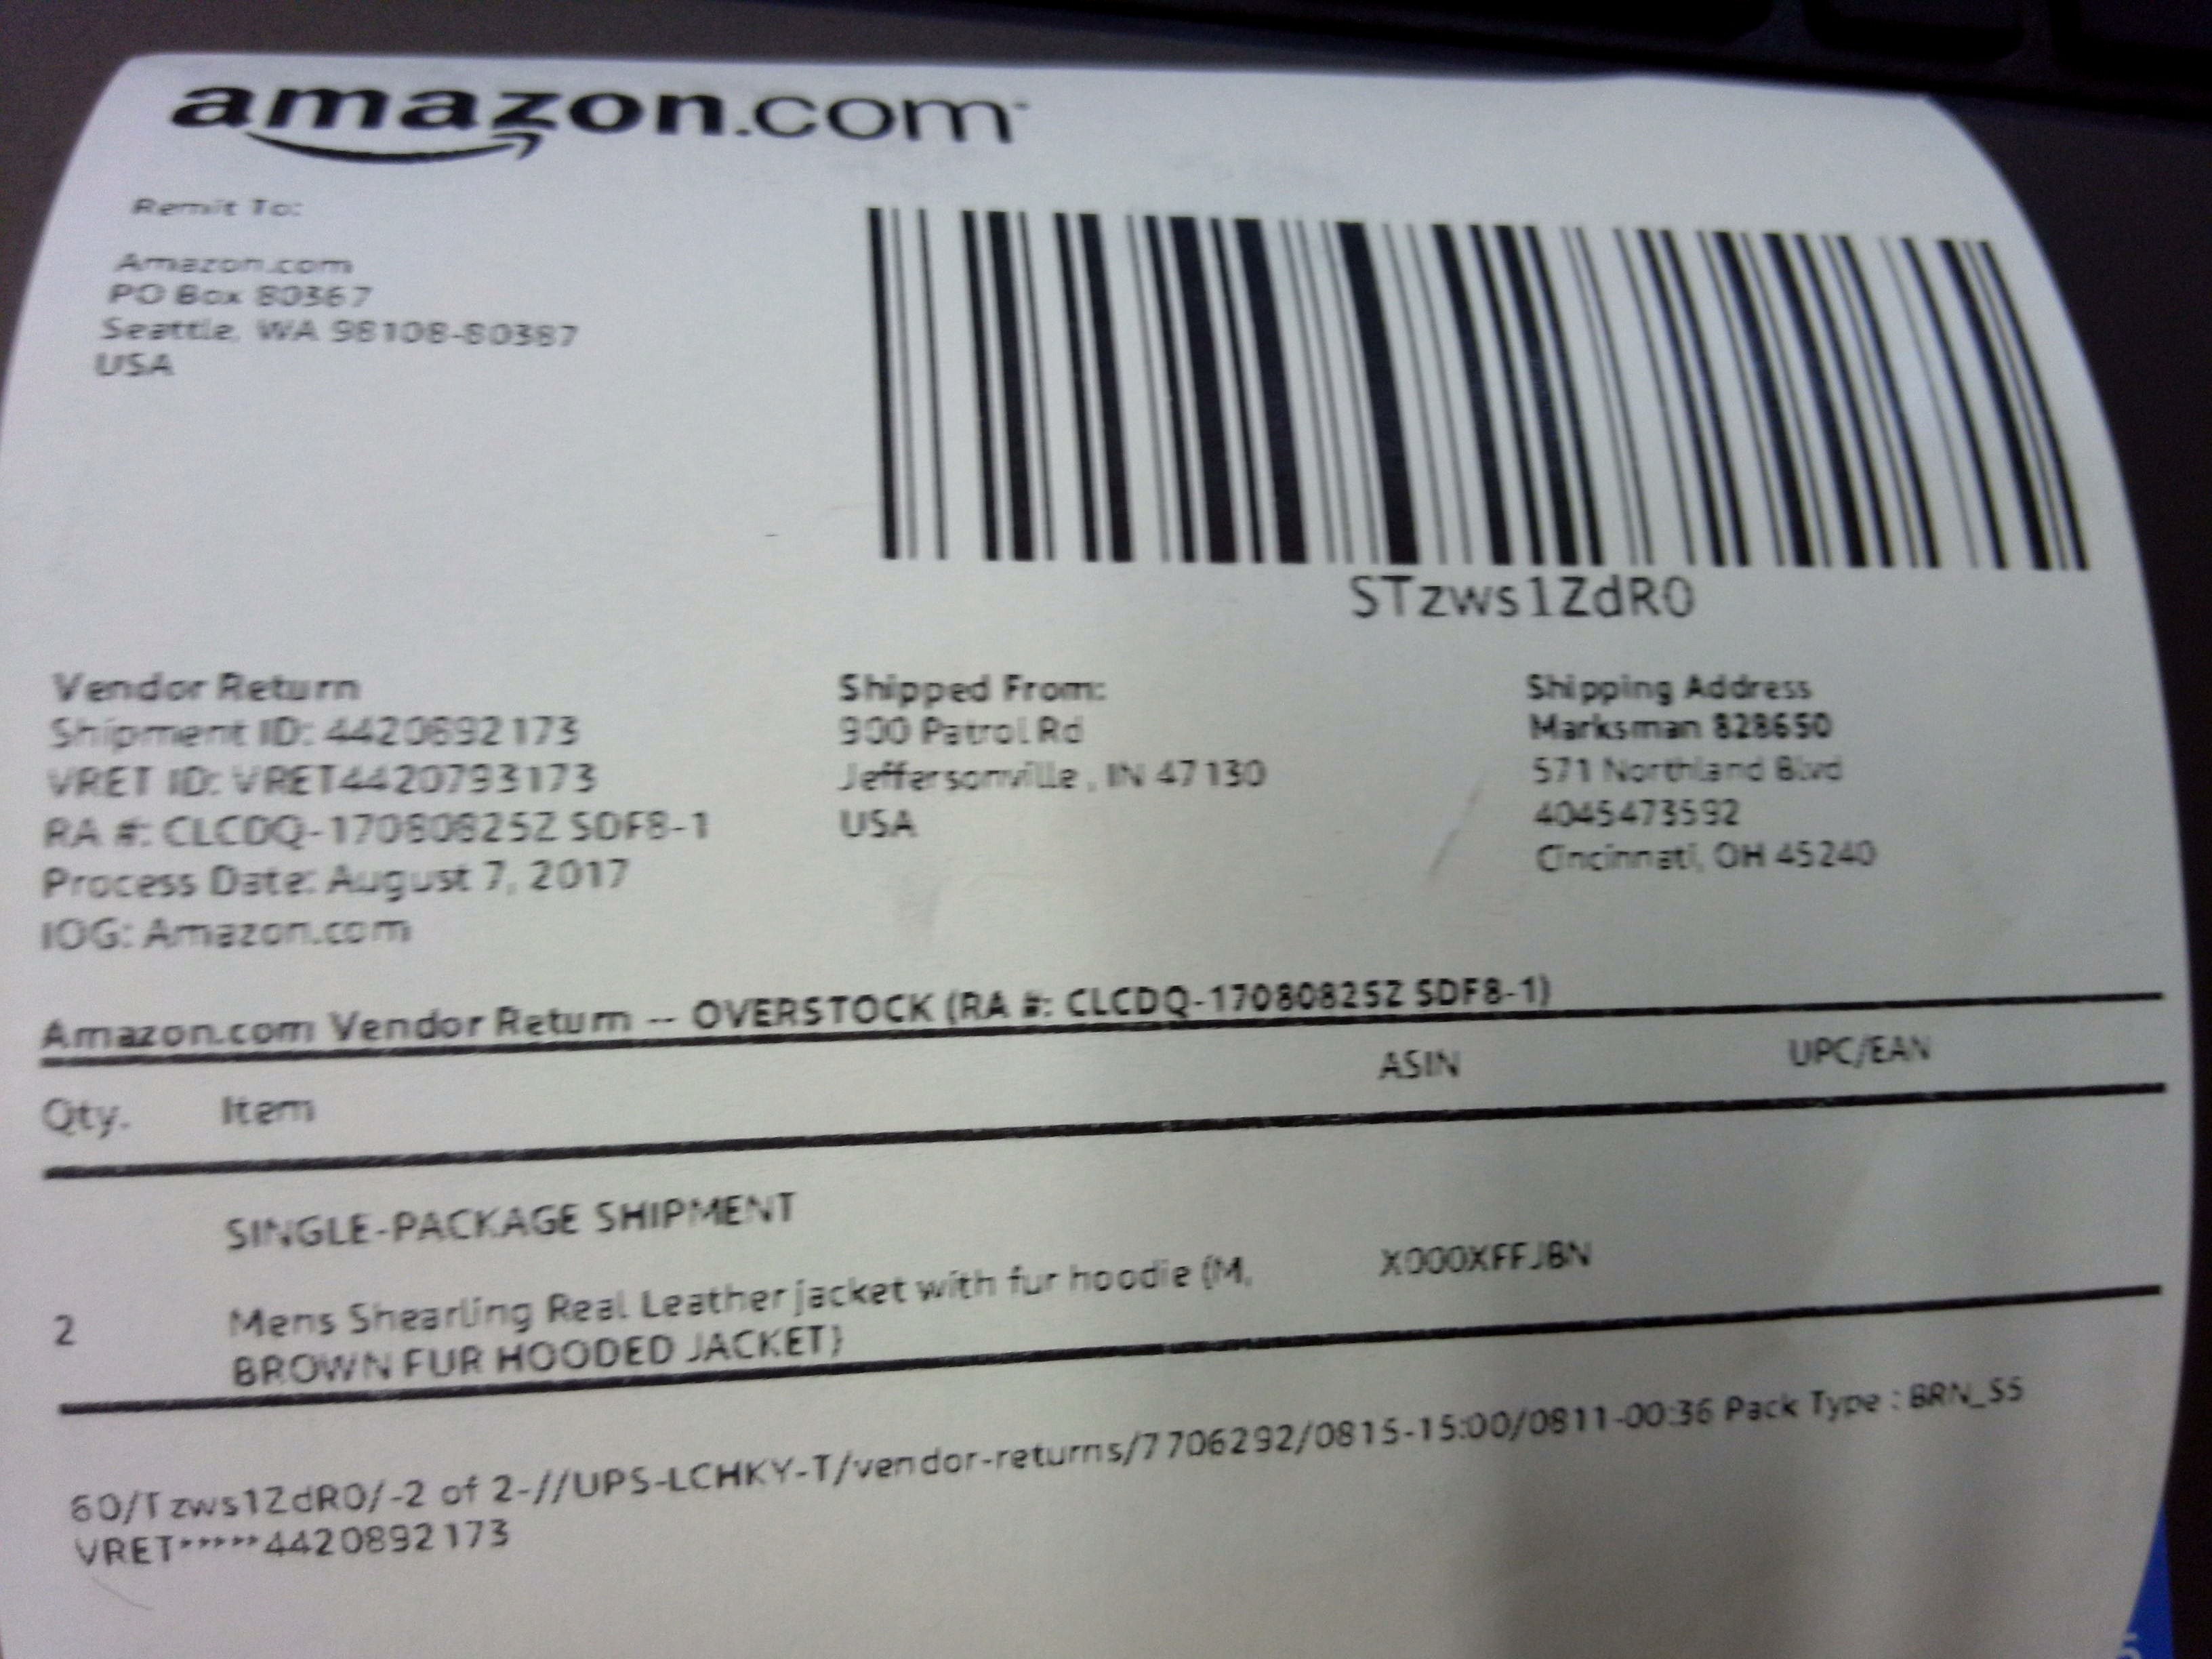 amazon.com
Remit To:
Amazon.com
PO Box 80367
Seattle, WA 98108-80387
USA
STzws1ZdR0
Vendor Return
Shipment ID: 4420892173
VRET ID: VRET4420793173
RA #: CLCDQ-17080825Z SDF8-1
Process Date: August 7, 2017
IOG: Amazon.com
Shipped From:
900 Patrol Rd
Jeffersonville, IN 47130
USA
Shipping Address
Marksman 828650
571 Northland Blvd
4045473592
Cincinnati, OH 45240
Amazon.com Vendor Return -- OVERSTOCK (RA #: CLCDQ-17080825Z SDF8-1)
Qty. Item ASIN UPC/EAN
SINGLE-PACKAGE SHIPMENT
2 Mens Shearling Real Leather jacket with fur hoodie (M, X000XFFJBN
BROWN FUR HOODED JACKET)
60/Tzws1ZdR0/-2 of 2-//UPS-LCHKY-T/vendor-returns/7706292/0815-15:00/0811-00:36 Pack Type : BRN_S5
VRET*****4420892173